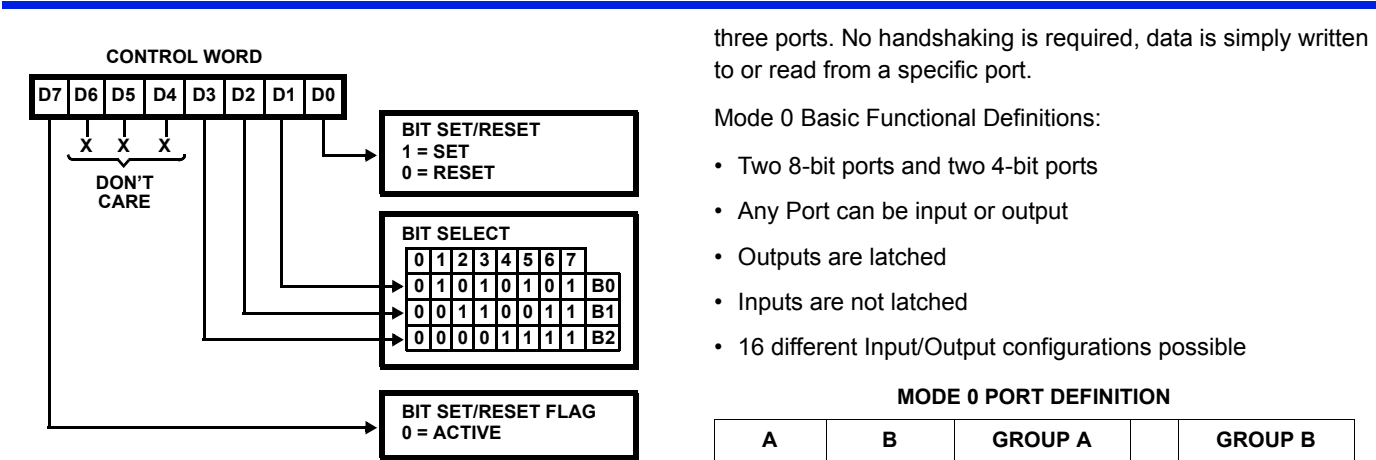 CONTROL WORD
D7 D6 D5 D4 D3 D2 D1 D0
X X X
DON'T
CARE
BIT SET/RESET
1 = SET
0 = RESET
BIT SELECT
0 1 2 3 4 5 6 7
0 1 0 1 0 1 0 1 B0
0 0 1 1 0 0 1 1 B1
0 0 0 0 1 1 1 1 B2
BIT SET/RESET FLAG
0 = ACTIVE
three ports. No handshaking is required, data is simply written
to or read from a specific port.
Mode 0 Basic Functional Definitions:
• Two 8-bit ports and two 4-bit ports
• Any Port can be input or output
• Outputs are latched
• Inputs are not latched
• 16 different Input/Output configurations possible
MODE 0 PORT DEFINITION
A B GROUP A GROUP B